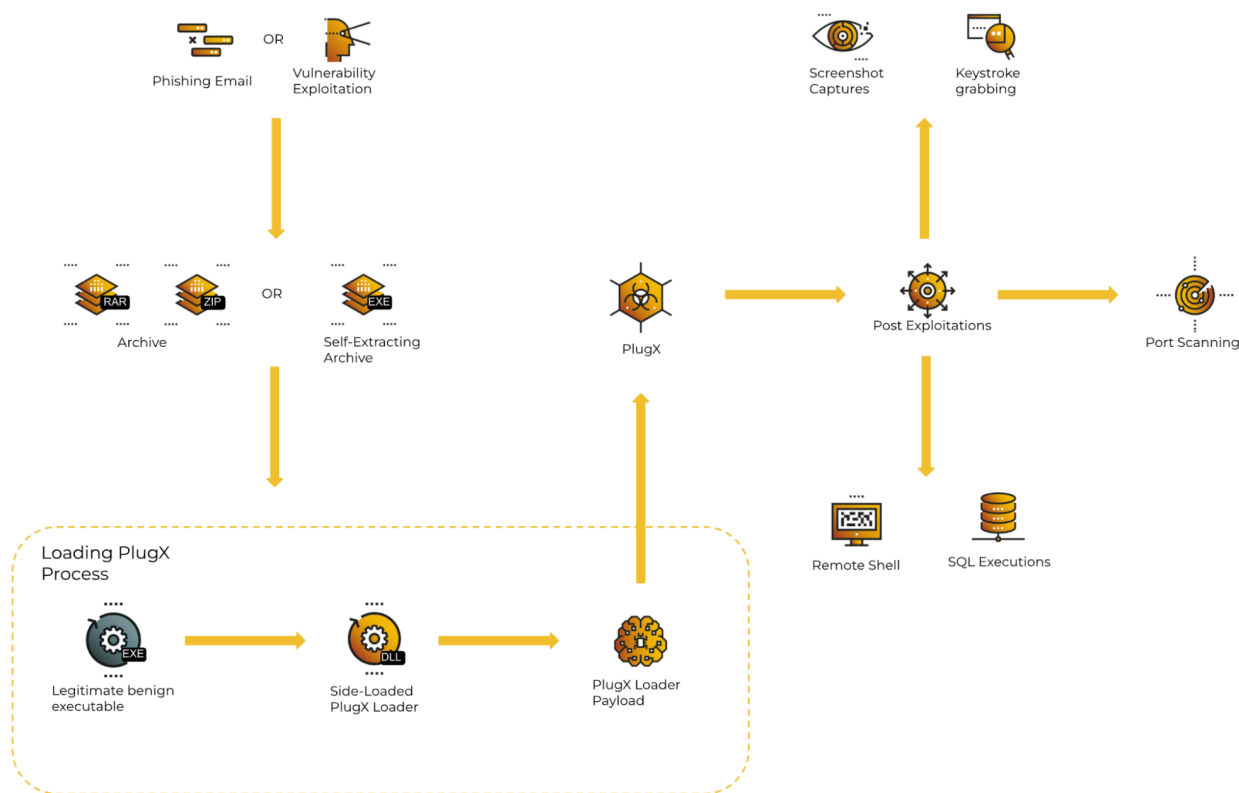 OR
Phishing Email
Vulnerability
Exploitation
Screenshot
Captures
Keystroke
grabbing
RAR
ZIP
OR
EXE
Archive
Self-Extracting
Archive
PlugX
Post Exploitations
Port Scanning
Remote Shell
SQL Executions
Loading PlugX
Process
EXE
DLL
Legitimate benign
executable
Side-Loaded
PlugX Loader
PlugX Loader
Payload